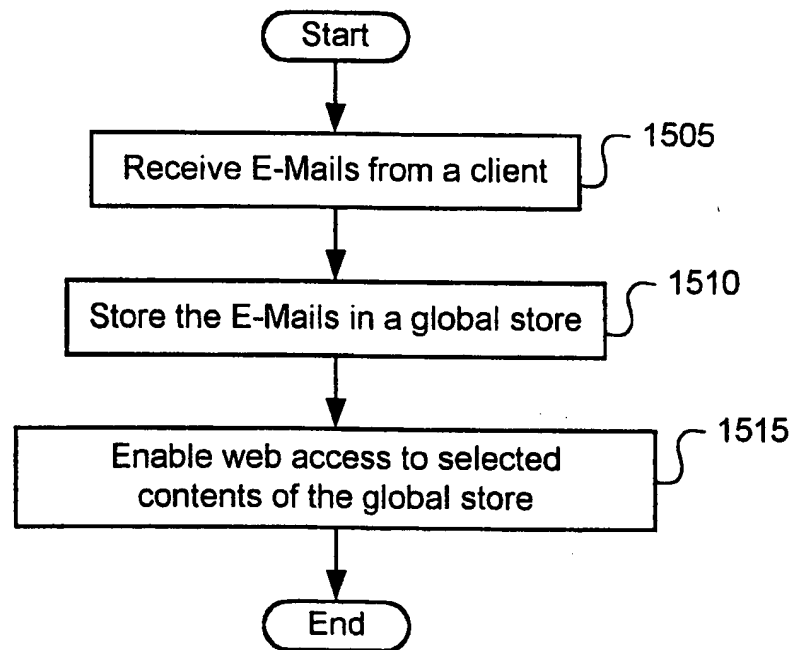 Start
Receive E-Mails from a client
1505
Store the E-Mails in a global store
1510
Enable web access to selected
contents of the global store
1515
End